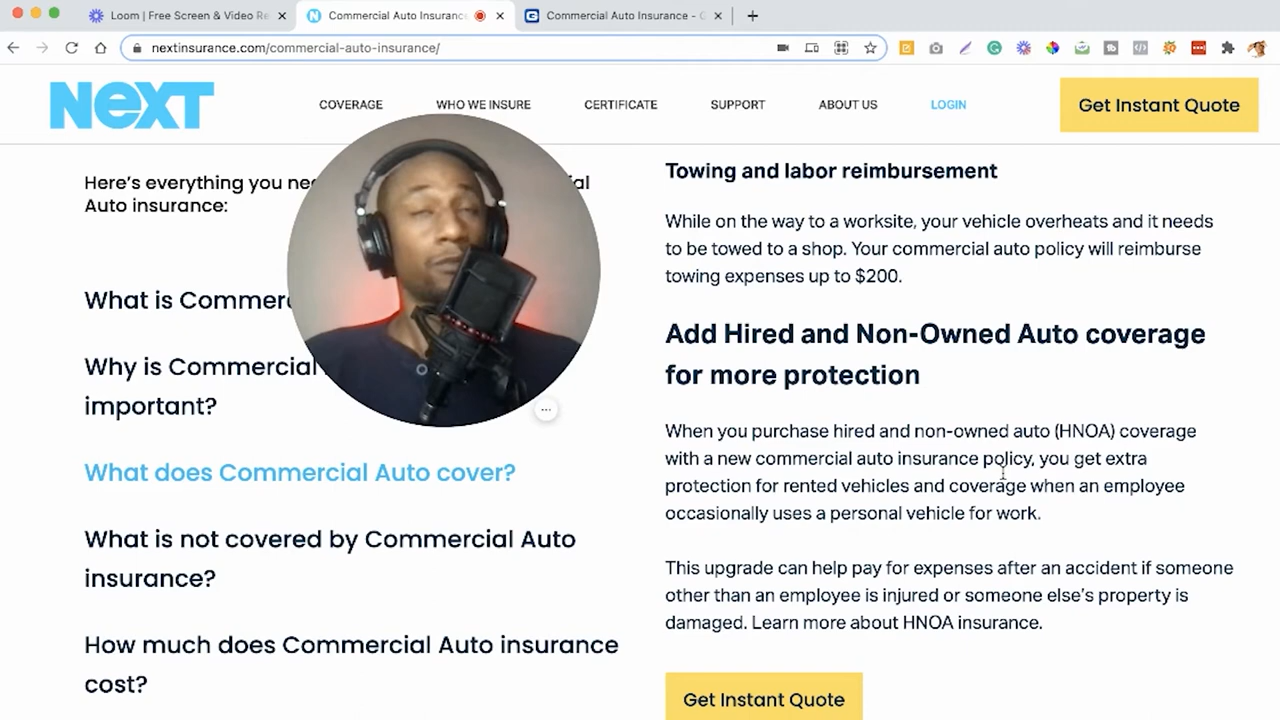 Loom | Free Screen & Video Re
Commercial Auto Insurance
Commercial Auto Insurance - G
nextinsurance.com/commercial-auto-insurance/
NEXT
COVERAGE
WHO WE INSURE
CERTIFICATE
SUPPORT
ABOUT US
LOGIN
Get Instant Quote
Here's everything you nee al
Auto insurance:
What is Commerc
Why is Commercial
important?
What does Commercial Auto cover?
What is not covered by Commercial Auto
insurance?
How much does Commercial Auto insurance
cost?
Towing and labor reimbursement
While on the way to a worksite, your vehicle overheats and it needs
to be towed to a shop. Your commercial auto policy will reimburse
towing expenses up to $200.
Add Hired and Non-Owned Auto coverage
for more protection
When you purchase hired and non-owned auto (HNOA) coverage
with a new commercial auto insurance policy, you get extra
protection for rented vehicles and coverage when an employee
occasionally uses a personal vehicle for work.
This upgrade can help pay for expenses after an accident if someone
other than an employee is injured or someone else's property is
damaged. Learn more about HNOA insurance.
Get Instant Quote